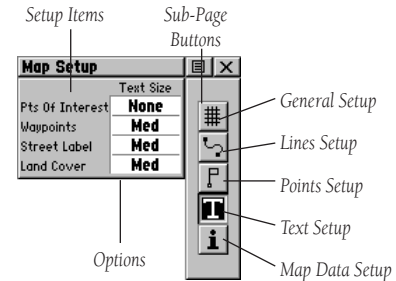 Setup Items
Sub-Page
Buttons
Map Setup
Text Size
Pts Of Interest None
Waypoints Med
Street Label Med
Land Cover Med
General Setup
Lines Setup
Points Setup
Text Setup
Map Data Setup
Options